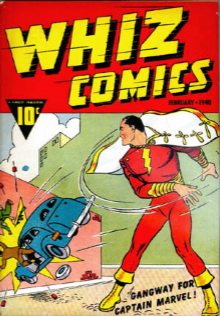 WHIZ
COMICS
FEBRUARY - 1940
10¢
GANGWAY FOR
CAPTAIN MARVEL!